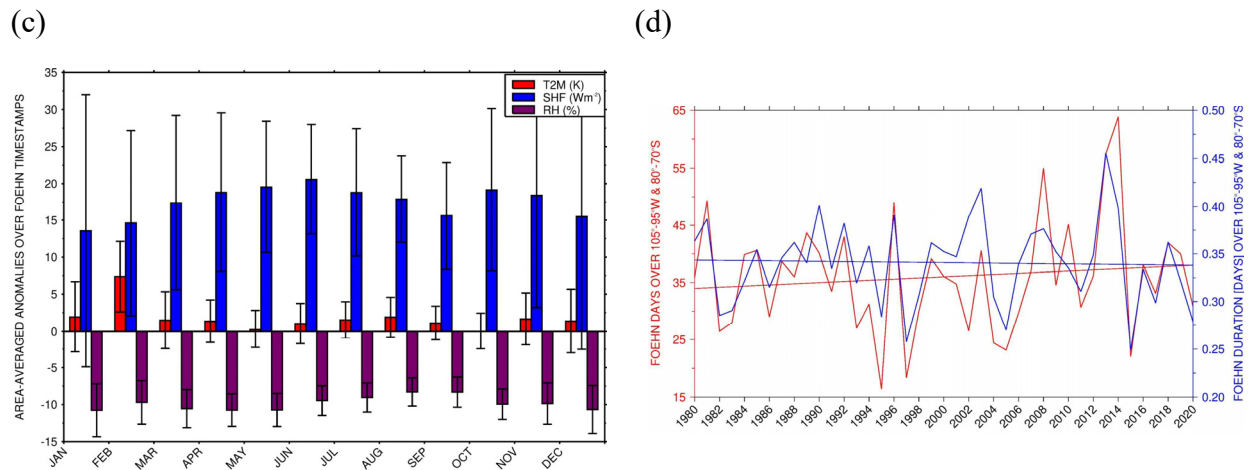 (c)
(d)
AREA-AVERAGED ANOMALIES OVER FOEHN TIMESTAMPS
35
30
25
20
15
10
5
0
-5
-10
-15
T2M (K)
SHF (Wm⁻²)
RH (%)
JAN
FEB
MAR
APR
MAY
JUN
JUL
AUG
SEP
OCT
NOV
DEC
FOEHN DAYS OVER 105°-95°W & 80°-70°S
65
55
45
35
25
15
0.50
0.45
0.40
0.35
0.30
0.25
0.20
FOEHN DURATION [DAYS] OVER 105°-95°W & 80°-70°S
1980
1982
1984
1986
1988
1990
1992
1994
1996
1998
2000
2002
2004
2006
2008
2010
2012
2014
2016
2018
2020